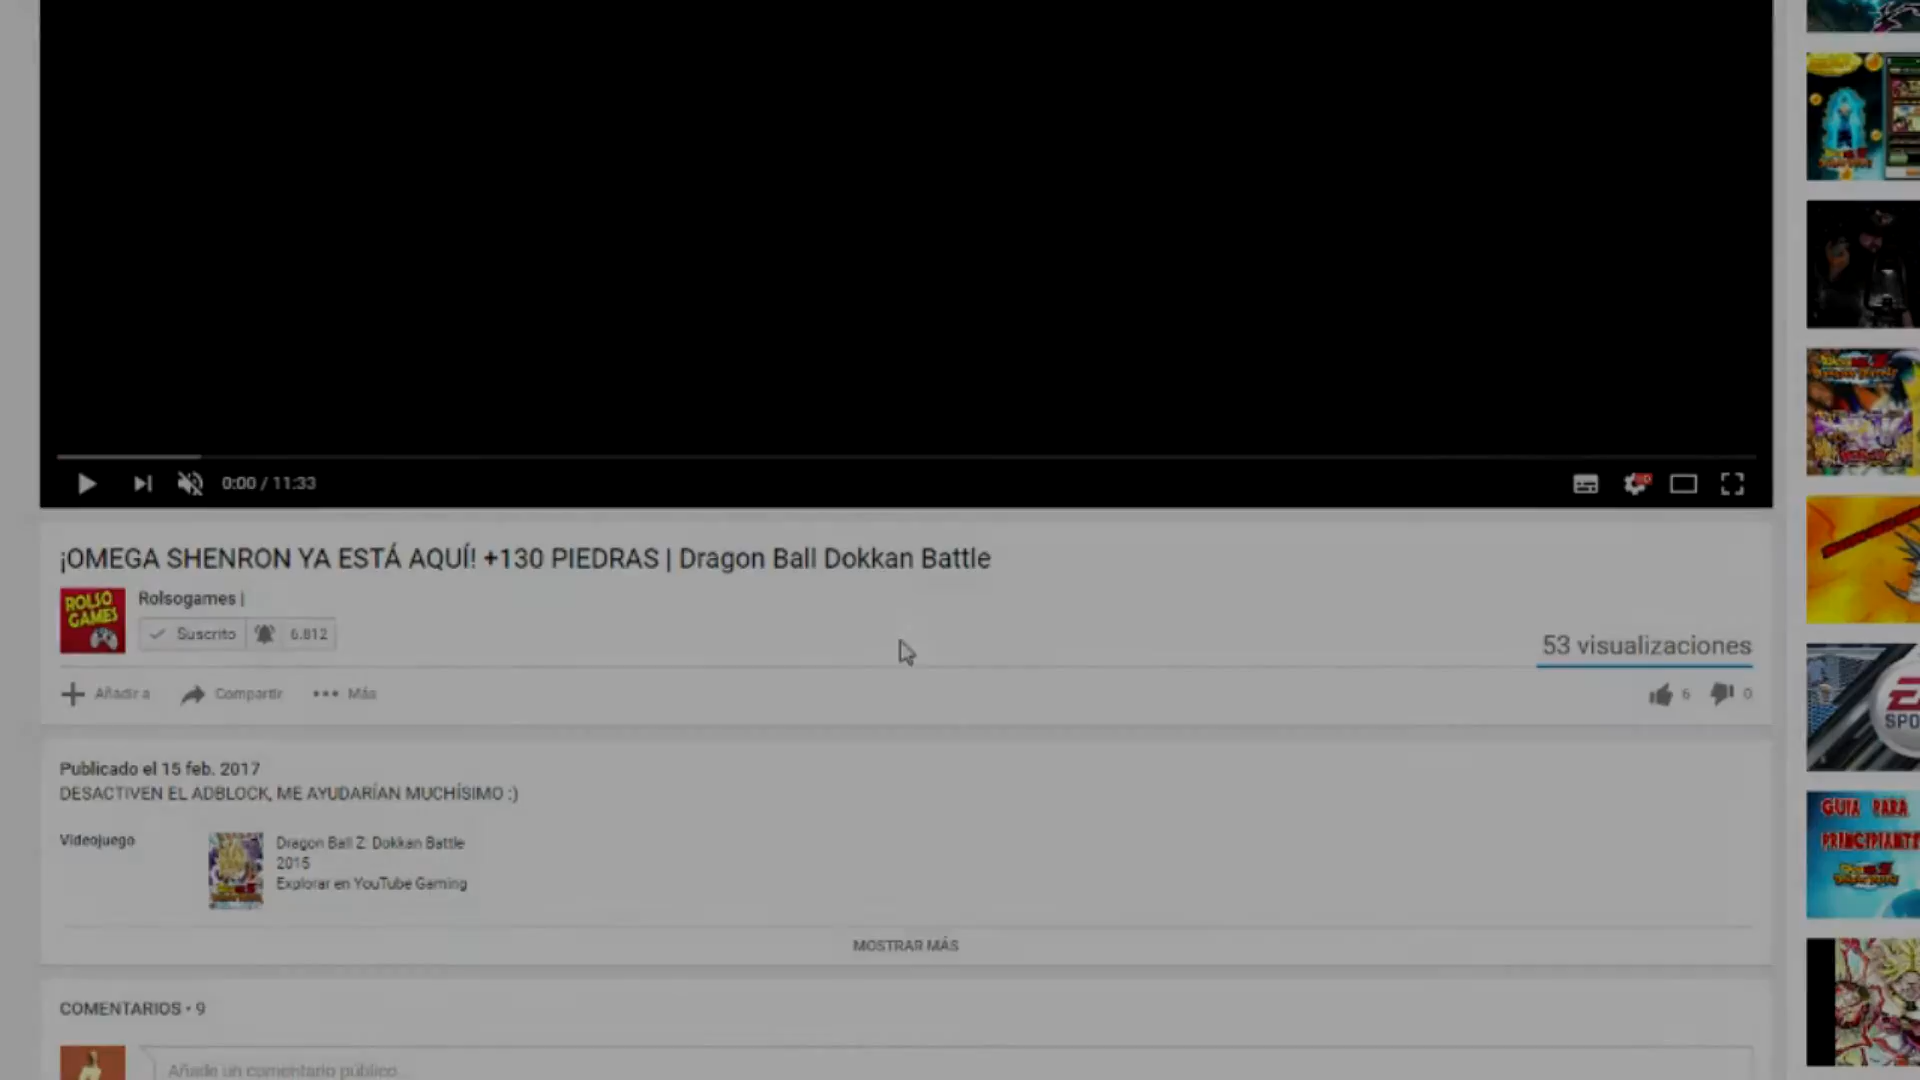 0:00 / 11:33
¡OMEGA SHENRON YA ESTÁ AQUÍ! +130 PIEDRAS | Dragon Ball Dokkan Battle
ROLSO
GAMES
Rolsogames |
Suscrito
6.812
53 visualizaciones
Añadir a
Compartir
Más
6
0
Publicado el 15 feb. 2017
DESACTIVEN EL ADBLOCK, ME AYUDARÍAN MUCHÍSIMO :)
Videojuego
Dragon Ball Z: Dokkan Battle
2015
Explorar en YouTube Gaming
MOSTRAR MÁS
COMENTARIOS • 9
Añade un comentario público...
GUIA PARA
PRINCIPIANTE